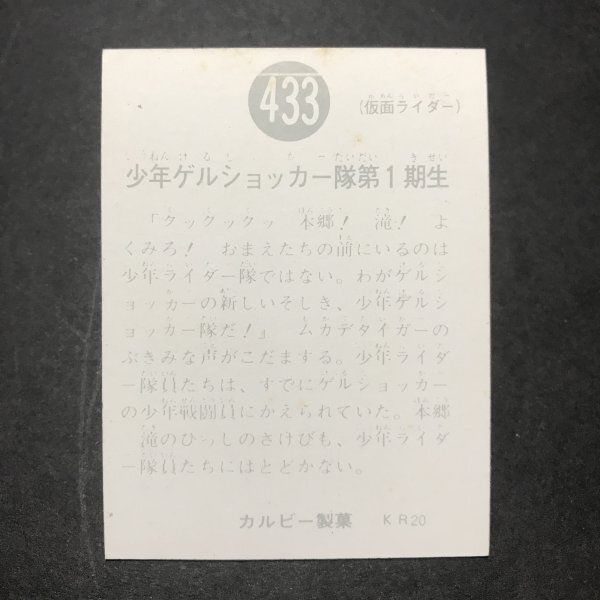 433
(仮面ライダー)
少年ゲルショッカー隊第1期生
「クックックッ 本郷! 滝! よ
くみろ! おまえたちの前にいるのは
少年ライダー隊ではない。わがゲルシ
ョッカーの新しいそしき、少年ゲルシ
ョッカー隊だ!』 ムカデタイガーの
ぶきみな声がこだまする。少年ライダ
ー隊員たちは、すでにゲルショッカー
の少年戦闘員にかえられていた。本郷
滝のひっしのさけびも、少年ライダ
ー隊員たちにはとどかない。
カルビー製菓 KR20